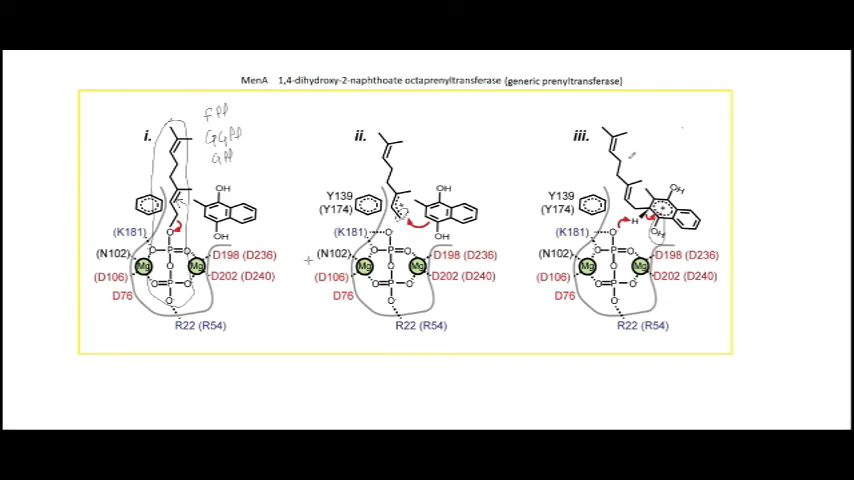 MenA 1,4-dihydroxy-2-naphthoate octaprenyltransferase (generic prenyltransferase)
i.
FPP
GGPP
GPP
OH
(K181)
O
(N102)
O P O
D198 (D236)
Mg
O
Mg
(D106)
O P O
D202 (D240)
OH
D76
O-
R22 (R54)
ii.
Y139
(Y174)
OH
(K181)
O-
OH
(N102)
O P O
D198 (D236)
Mg
O
Mg
(D106)
O P O
D202 (D240)
D76
O-
R22 (R54)
iii.
Y139
(Y174)
OH
H
(K181)
O
OH
(N102)
O P O
D198 (D236)
Mg
O
Mg
(D106)
O P O
D202 (D240)
D76
O-
R22 (R54)